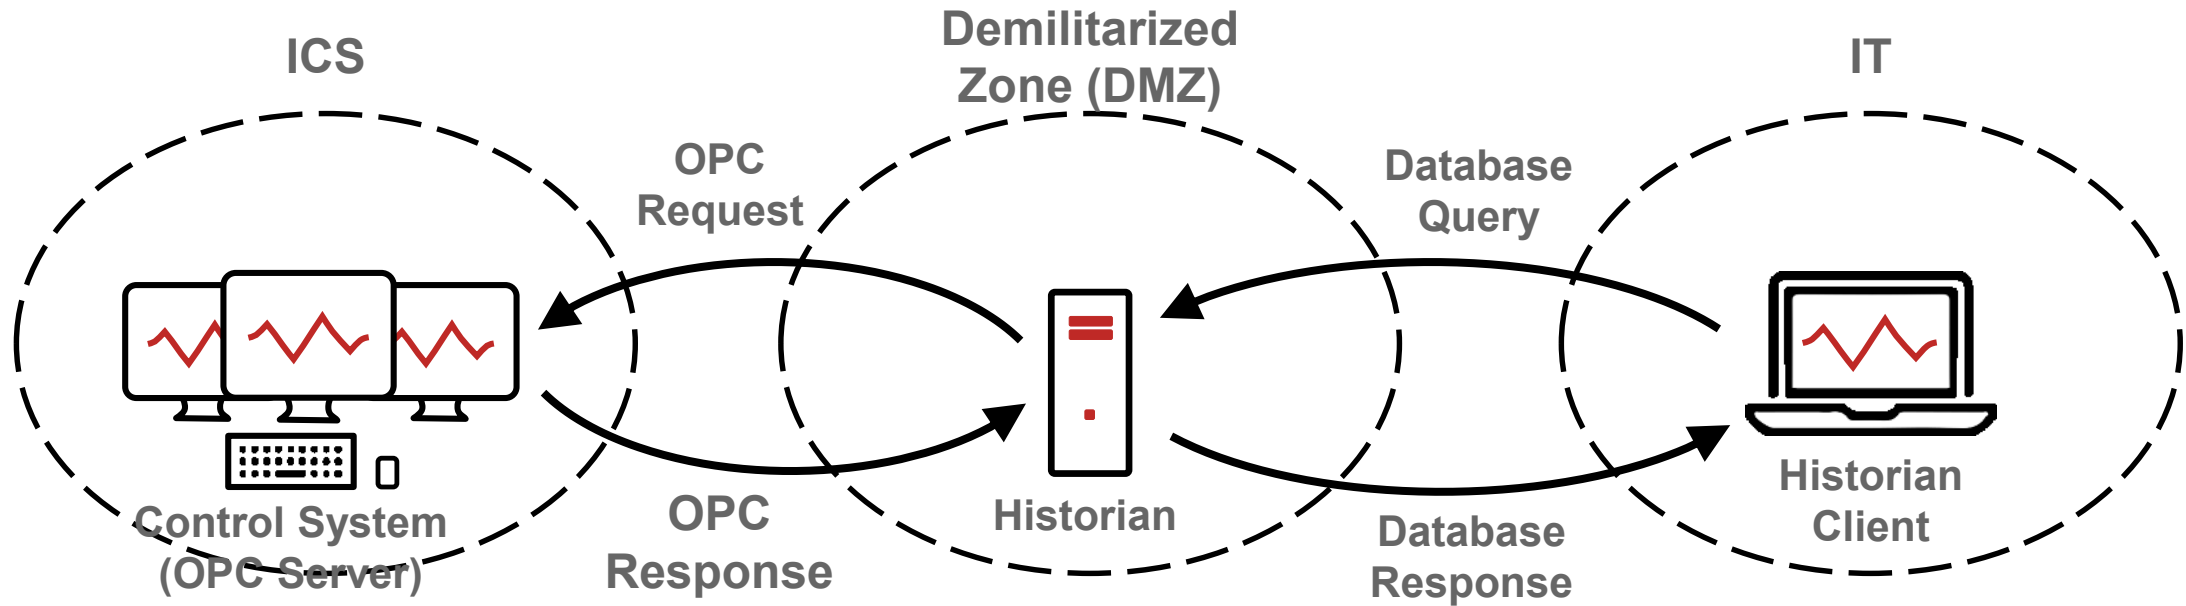 ICS
Demilitarized
Zone (DMZ)
IT
OPC
Request
Database
Query
Control System
(OPC Server)
OPC
Response
Historian
Database
Response
Historian
Client